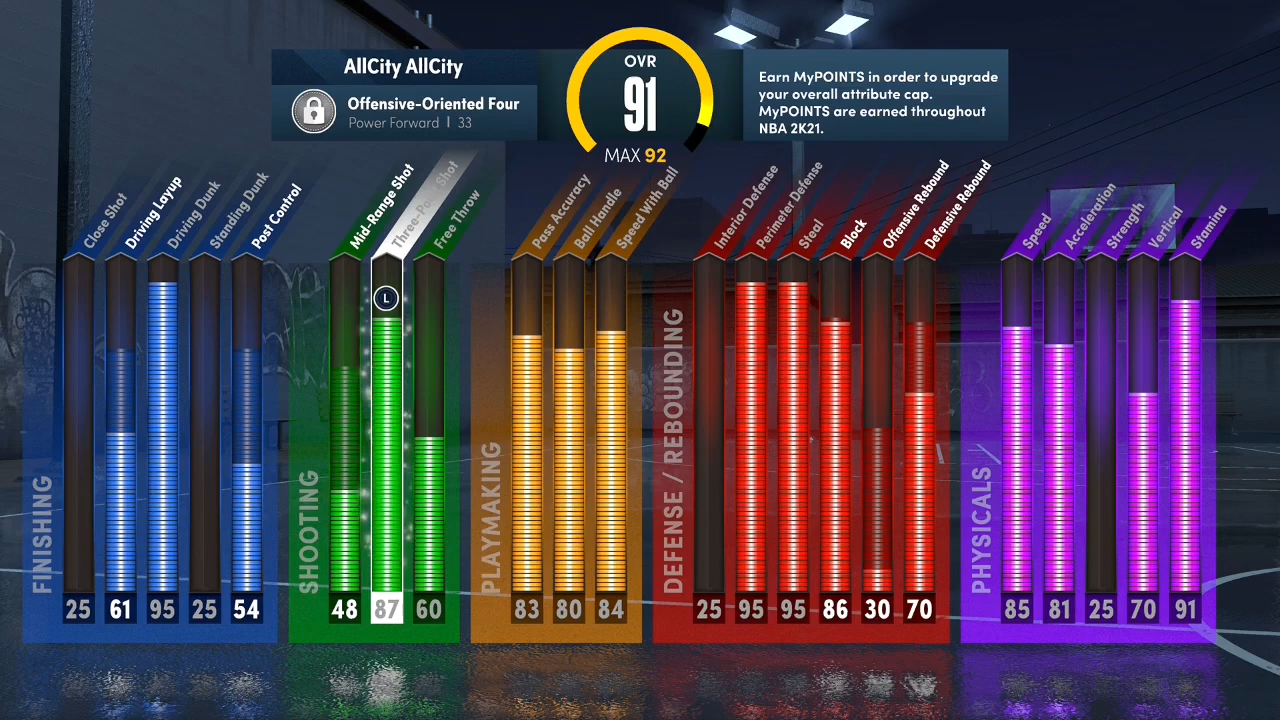 AllCity AllCity
Offensive-Oriented Four
Power Forward | 33
OVR
91
MAX 92
Earn MyPOINTS in order to upgrade
your overall attribute cap.
MyPOINTS are earned throughout
NBA 2K21.
FINISHING
Close Shot
Driving Layup
Driving Dunk
Standing Dunk
Post Control
25 61 95 25 54
SHOOTING
Mid-Range Shot
Three-Point Shot
Free Throw
L
48 87 60
PLAYMAKING
Pass Accuracy
Ball Handle
Speed With Ball
83 80 84
DEFENSE / REBOUNDING
Interior Defense
Perimeter Defense
Steal
Block
Offensive Rebound
Defensive Rebound
25 95 95 86 30 70
PHYSICALS
Speed
Acceleration
Strength
Vertical
Stamina
85 81 25 70 91